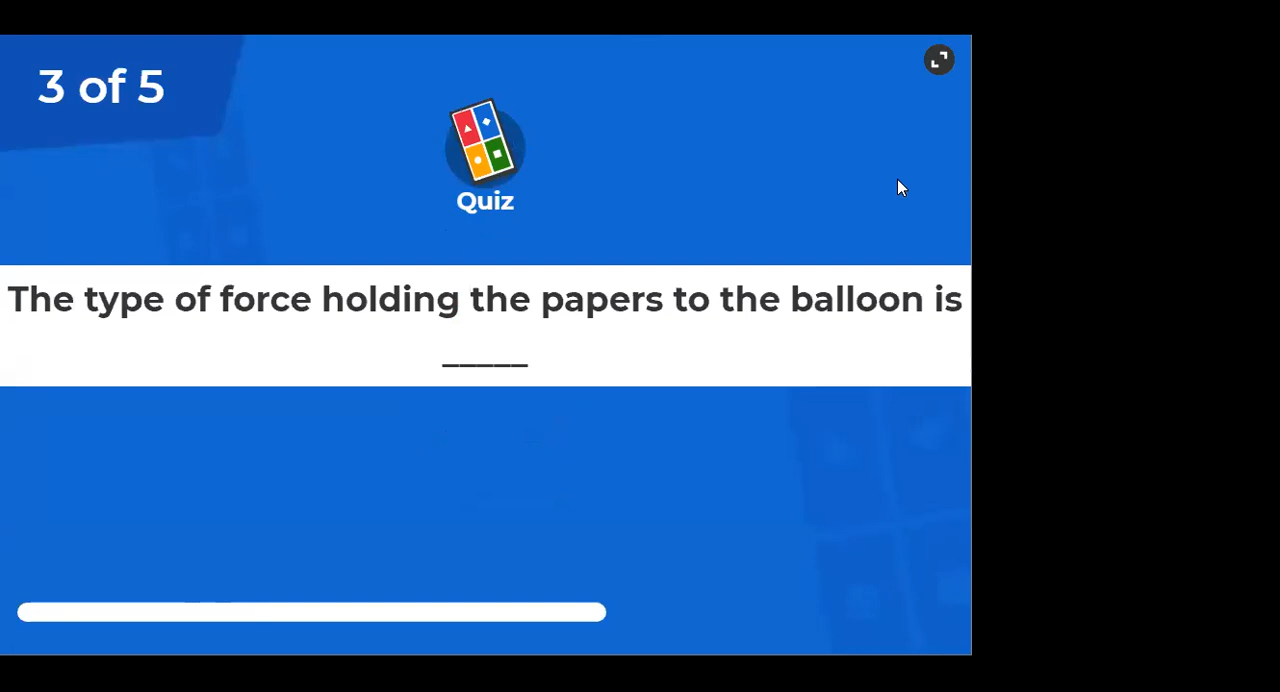 3 of 5
Quiz
The type of force holding the papers to the balloon is
_____